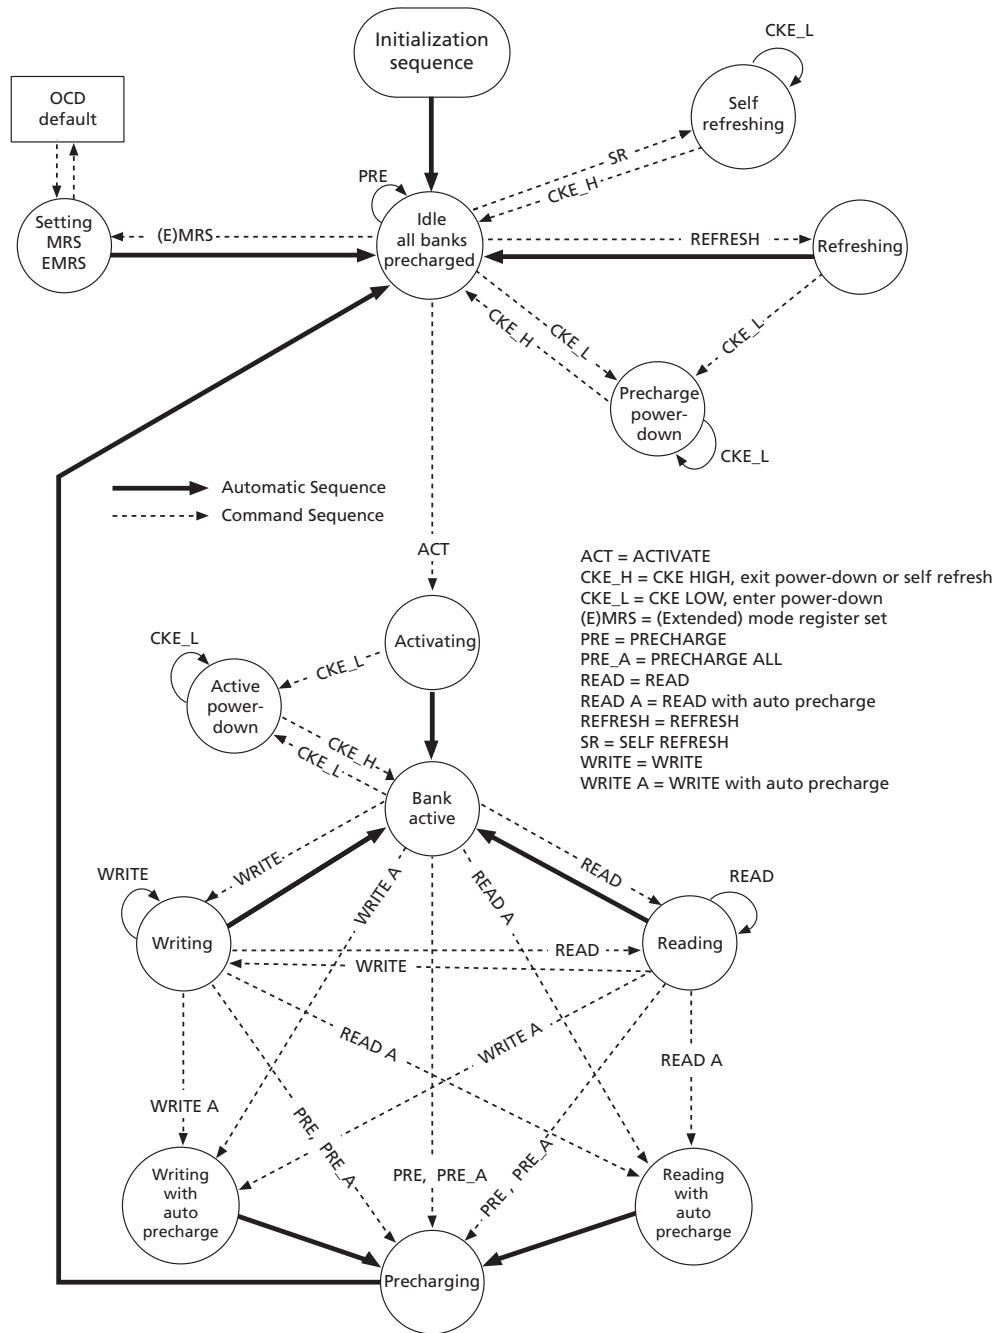 Initialization
sequence
CKE_L
OCD
default
Self
refreshing
SR
CKE_H
PRE
Setting
MRS
EMRS
(E)MRS
Idle
all banks
precharged
REFRESH
Refreshing
CKE_H
CKE_L
CKE_L
Precharge
power-
down
CKE_L
Automatic Sequence
Command Sequence
ACT
ACT = ACTIVATE
CKE_H = CKE HIGH, exit power-down or self refresh
CKE_L = CKE LOW, enter power-down
(E)MRS = (Extended) mode register set
PRE = PRECHARGE
PRE_A = PRECHARGE ALL
READ = READ
READ A = READ with auto precharge
REFRESH = REFRESH
SR = SELF REFRESH
WRITE = WRITE
WRITE A = WRITE with auto precharge
Activating
CKE_L
CKE_L
Active
power-
down
CKE_H
CKE_L
Bank
active
WRITE
WRITE
WRITE A
READ A
READ
READ
Writing
READ
WRITE
Reading
READ A
WRITE A
READ A
WRITE A
PRE, PRE_A
PRE, PRE_A
PRE , PRE_A
Writing
with
auto
precharge
Reading
with
auto
precharge
Precharging